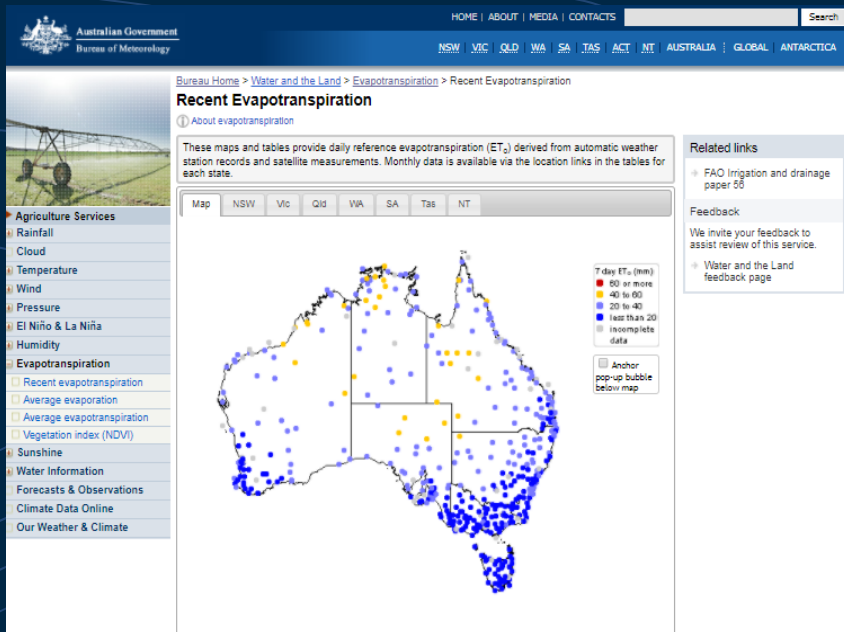 HOME | ABOUT | MEDIA | CONTACTS
Search
Australian Government
Bureau of Meteorology
NSW | VIC | QLD | WA | SA | TAS | ACT | NT | AUSTRALIA | GLOBAL | ANTARCTICA
Bureau Home > Water and the Land > Evapotranspiration > Recent Evapotranspiration
Recent Evapotranspiration
About evapotranspiration
These maps and tables provide daily reference evapotranspiration (ET₀) derived from automatic weather
station records and satellite measurements. Monthly data is available via the location links in the tables for
each state.
Map
NSW
Vic
Qld
WA
SA
Tas
NT
7 day ET₀ (mm)
60 or more
40 to 60
20 to 40
less than 20
incomplete
data
Anchor
pop-up bubble
below map
Related links
FAO Irrigation and drainage
paper 56
Feedback
We invite your feedback to
assist review of this service.
Water and the Land
feedback page
Agriculture Services
Rainfall
Cloud
Temperature
Wind
Pressure
El Niño & La Niña
Humidity
Evapotranspiration
Recent evapotranspiration
Average evaporation
Average evapotranspiration
Vegetation index (NDVI)
Sunshine
Water Information
Forecasts & Observations
Climate Data Online
Our Weather & Climate